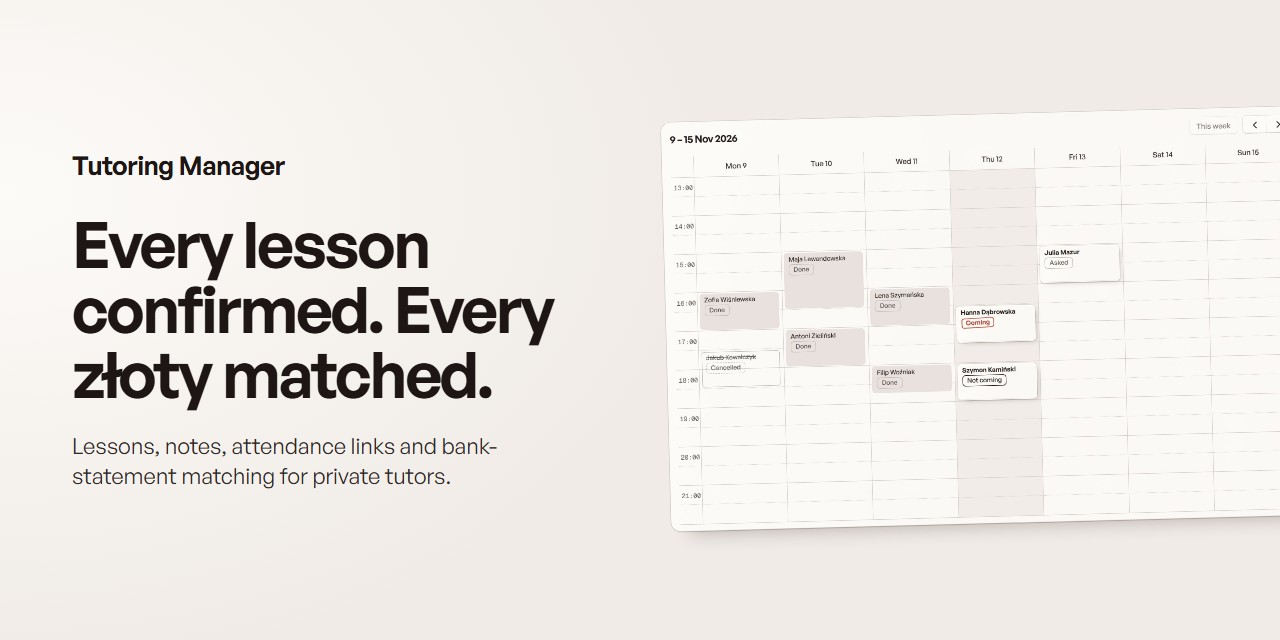 Tutoring Manager
Every lesson
confirmed. Every
złoty matched.
Lessons, notes, attendance links and bank-
statement matching for private tutors.
9 – 15 Nov 2026
This week
Mon 9
Tue 10
Wed 11
Thu 12
Fri 13
Sat 14
Sun 15
13:00
14:00
15:00
16:00
17:00
18:00
19:00
20:00
21:00
Zofia Wiśniewska
Done
Jakub Kowalczyk
Cancelled
Maja Lewandowska
Done
Antoni Zieliński
Done
Lena Szymańska
Done
Filip Woźniak
Done
Hanna Dąbrowska
Coming
Szymon Kamiński
Not coming
Julia Mazur
Asked